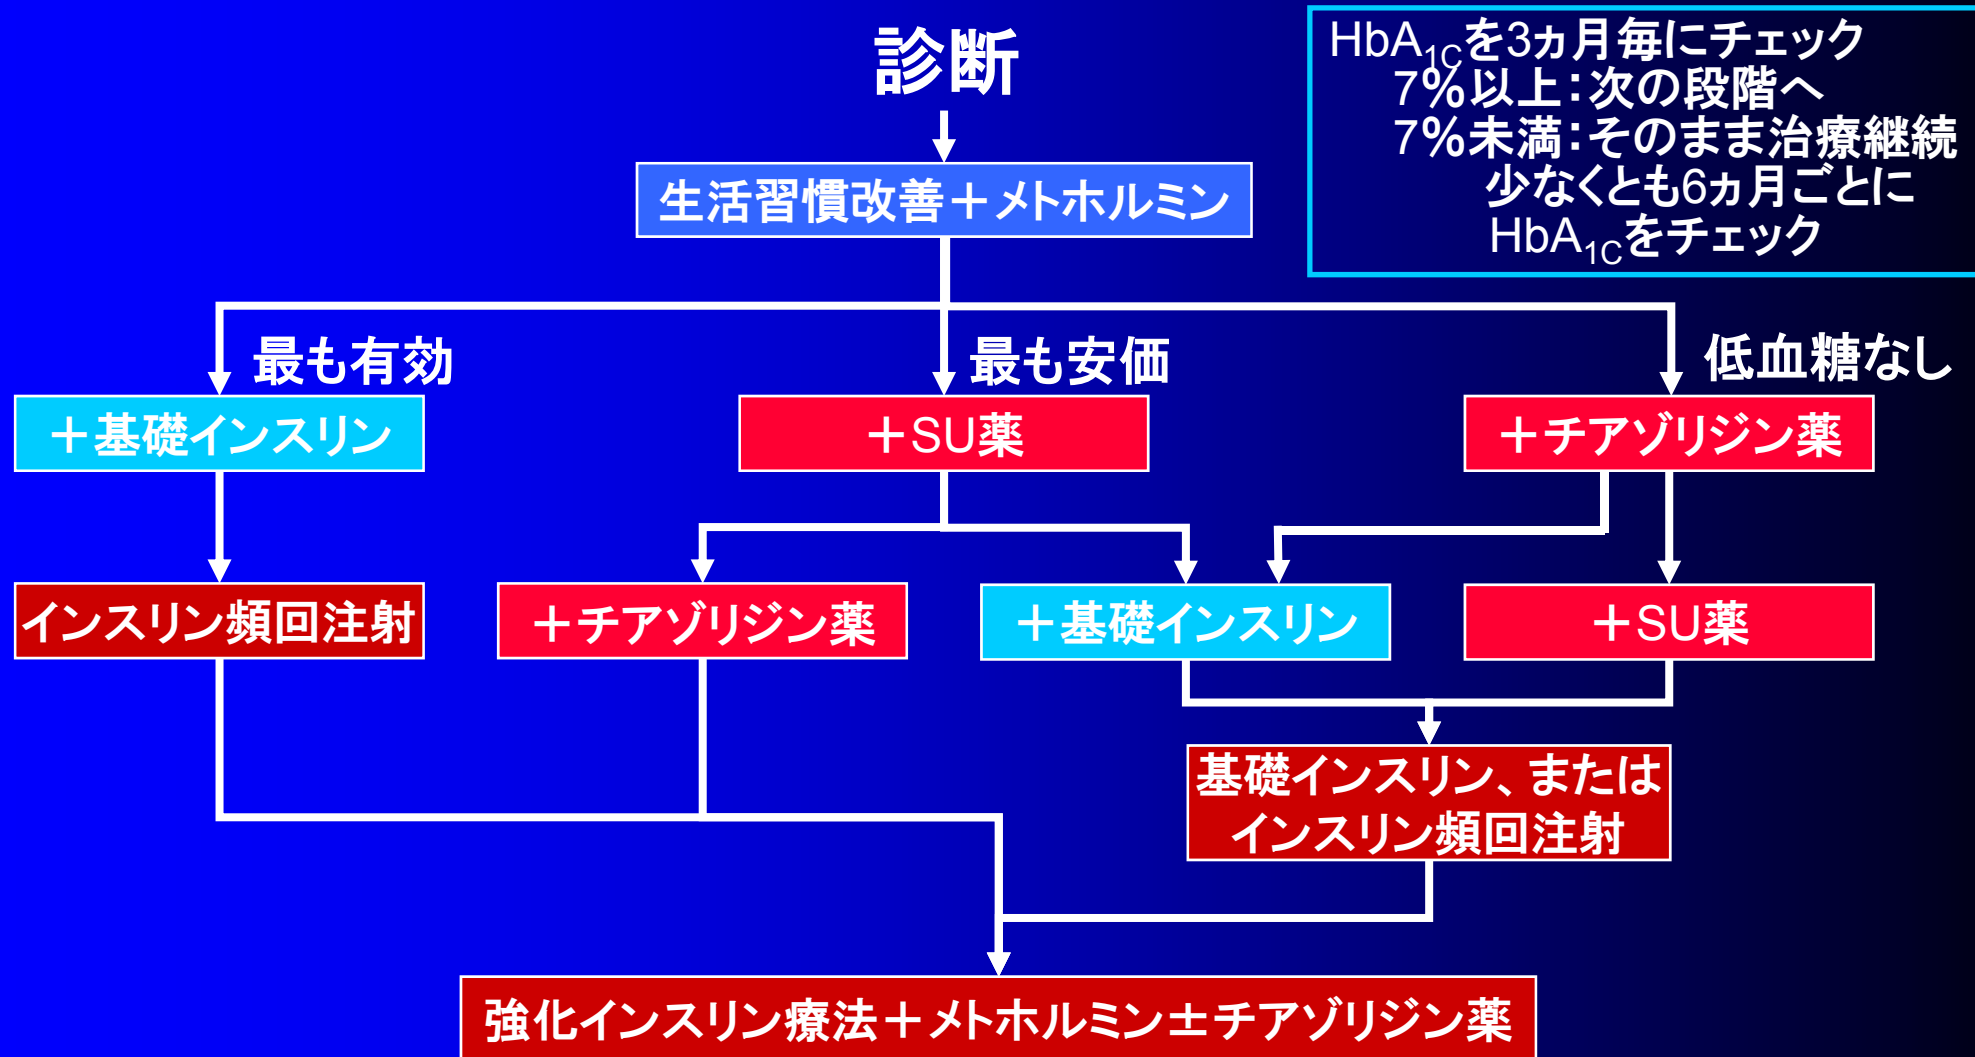 診断
HbA1Cを3ヵ月毎にチェック
7%以上：次の段階へ
7%未満：そのまま治療継続
少なくとも6ヵ月ごとに
HbA1Cをチェック
生活習慣改善＋メトホルミン
最も有効
最も安価
低血糖なし
＋基礎インスリン
＋SU薬
＋チアゾリジン薬
インスリン頻回注射
＋チアゾリジン薬
＋基礎インスリン
＋SU薬
基礎インスリン、または
インスリン頻回注射
強化インスリン療法＋メトホルミン±チアゾリジン薬